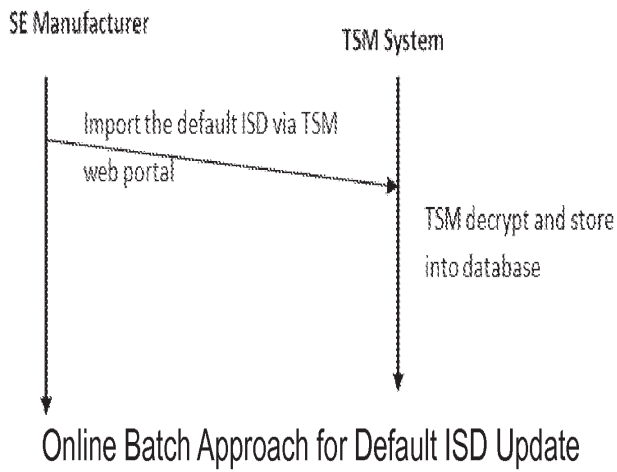 SE Manufacturer
TSM System
Import the default ISD via TSM
web portal
TSM decrypt and store
into database
Online Batch Approach for Default ISD Update